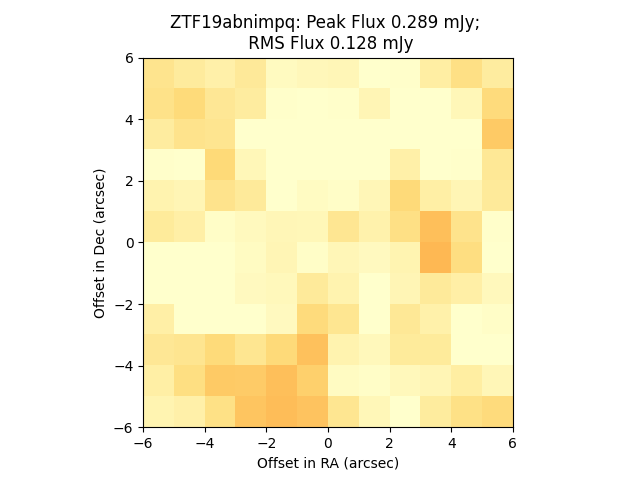 ZTF19abnimpq: Peak Flux 0.289 mJy;
RMS Flux 0.128 mJy
6
4
2
0
−2
−4
−6
Offset in Dec (arcsec)
−6 −4 −2 0 2 4 6
Offset in RA (arcsec)